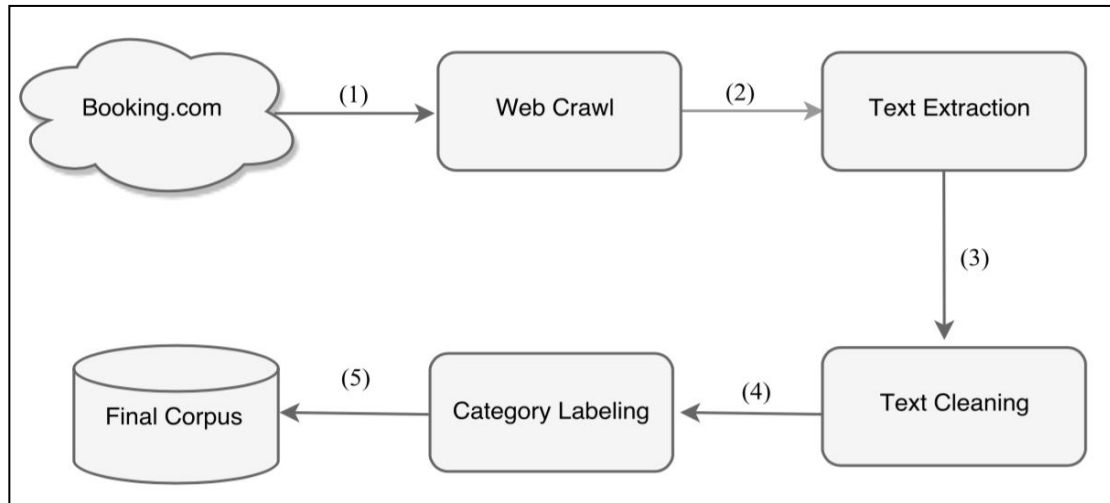 Booking.com
(1)
Web Crawl
(2)
Text Extraction
(3)
Text Cleaning
(4)
Category Labeling
(5)
Final Corpus